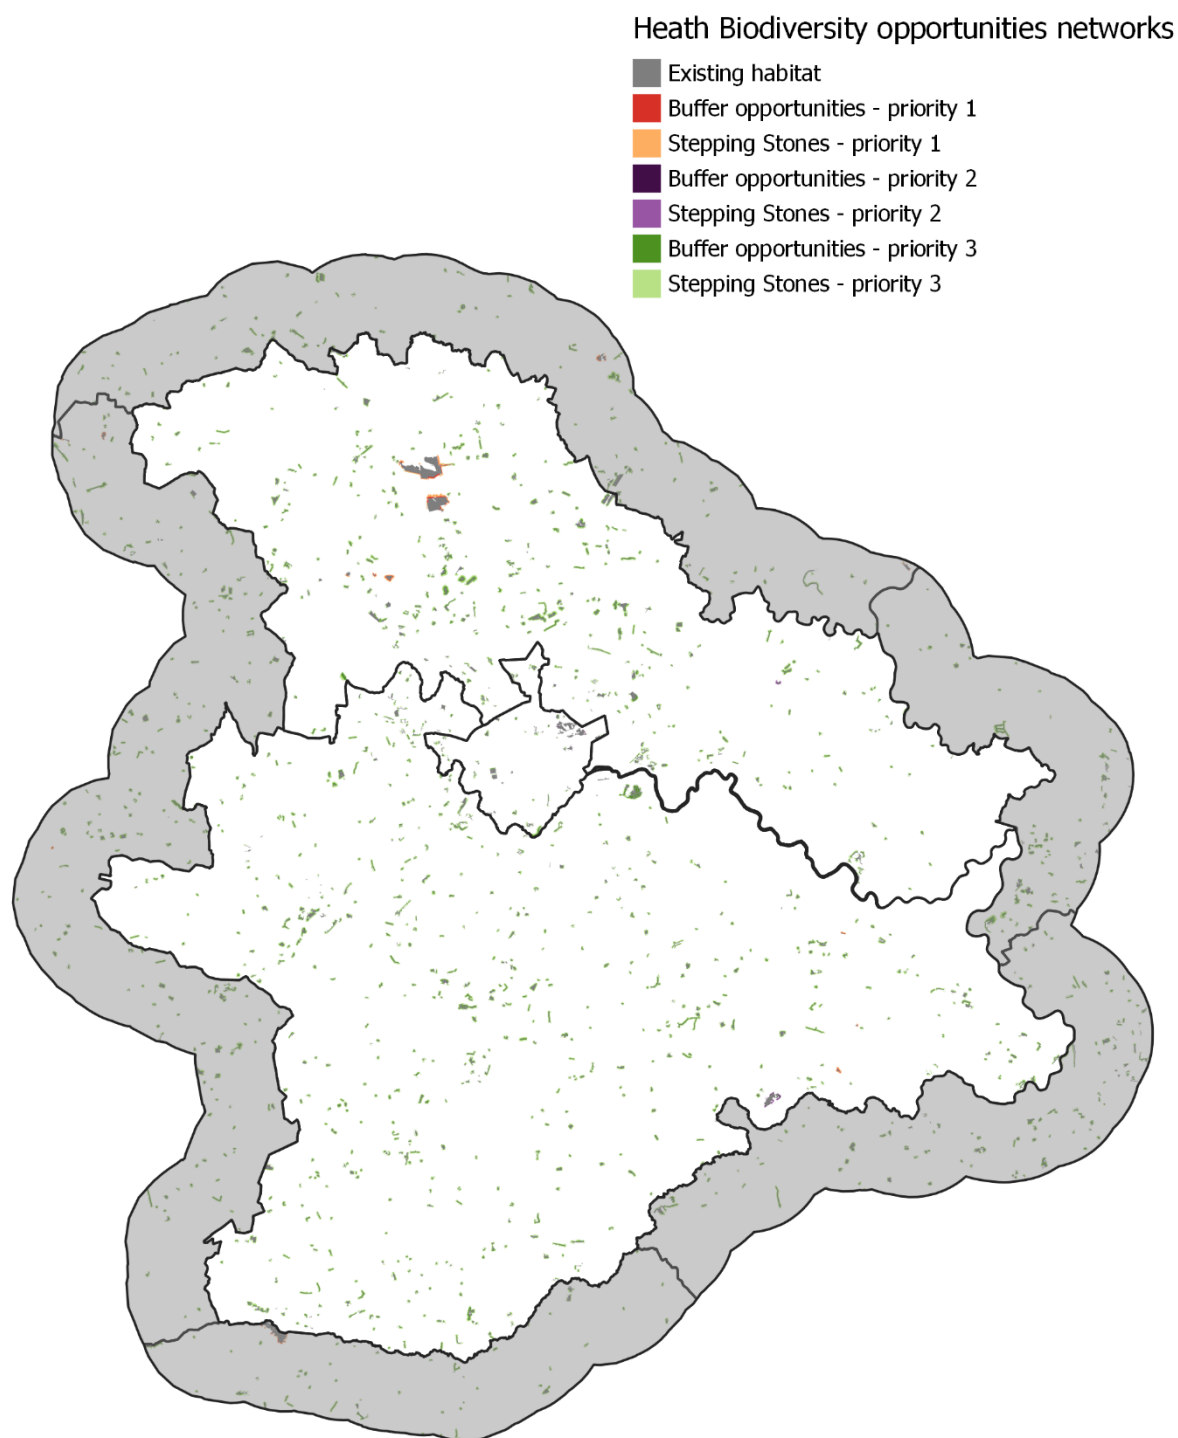 Heath Biodiversity opportunities networks
Existing habitat
Buffer opportunities - priority 1
Stepping Stones - priority 1
Buffer opportunities - priority 2
Stepping Stones - priority 2
Buffer opportunities - priority 3
Stepping Stones - priority 3